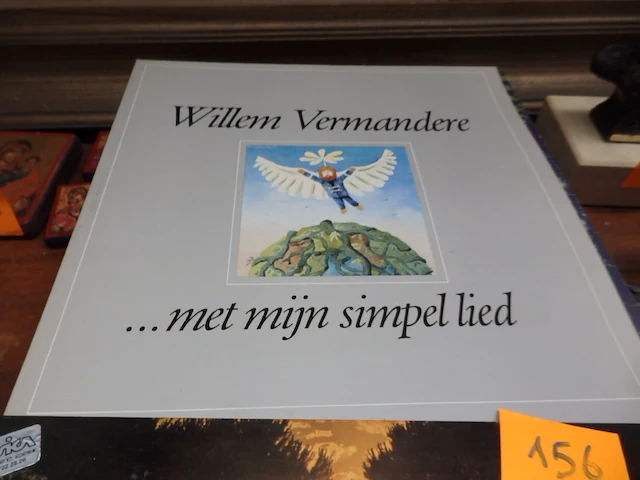 Willem Vermandere
...met mijn simpel lied
156